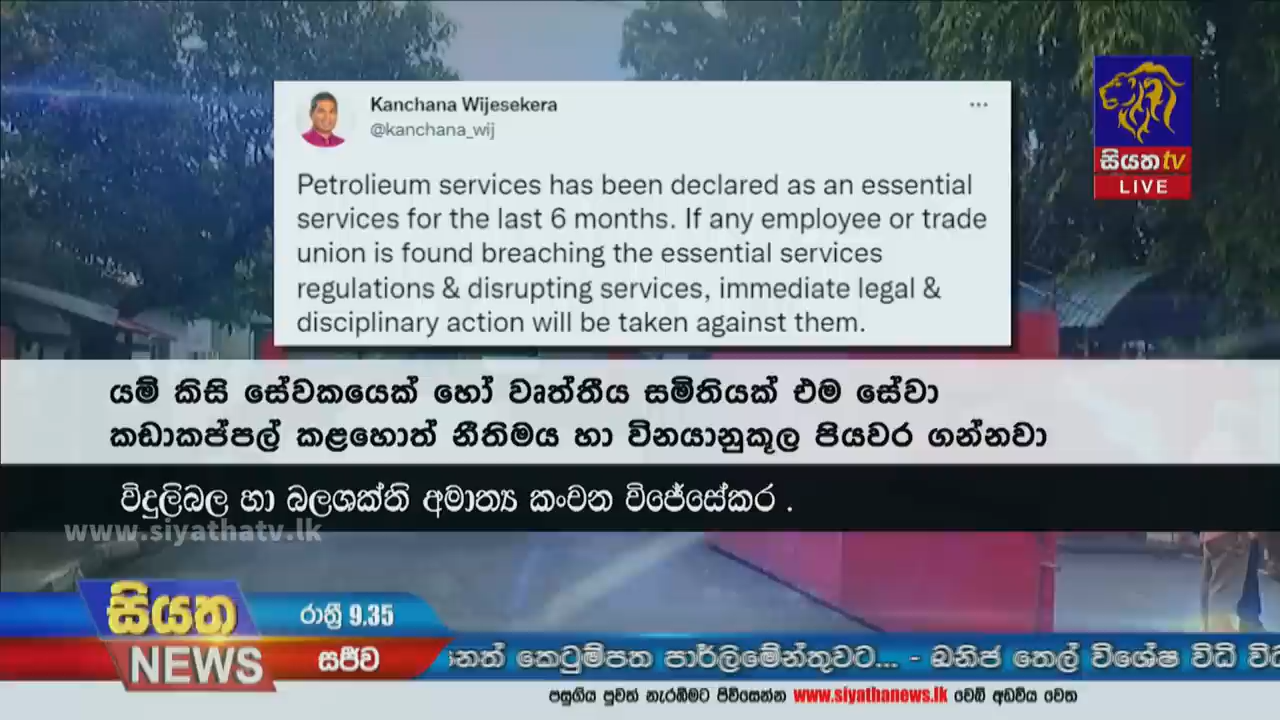 Kanchana Wijesekera
@kanchana_wij
Petrolieum services has been declared as an essential
services for the last 6 months. If any employee or trade
union is found breaching the essential services
regulations & disrupting services, immediate legal &
disciplinary action will be taken against them.
සියත tv
LIVE
යම් කිසි සේවකයෙක් හෝ වෘත්තීය සමිතියක් එම සේවා
කඩාකප්පල් කළහොත් නීතිමය හා විනයානුකූල පියවර ගන්නවා
විදුලිබල හා බලශක්ති අමාත්‍ය කංචන විජේසේකර .
www.siyathatv.lk
සියත
NEWS
රාත්‍රී 9.35
සජීව
කෙටුම්පත පාර්ලිමේන්තුවට... - ඛනිජ තෙල් විශේෂ විධි
පසුගිය පුවත් නැරඹීමට පිවිසෙන්න www.siyathanews.lk වෙබ් අඩවිය වෙත